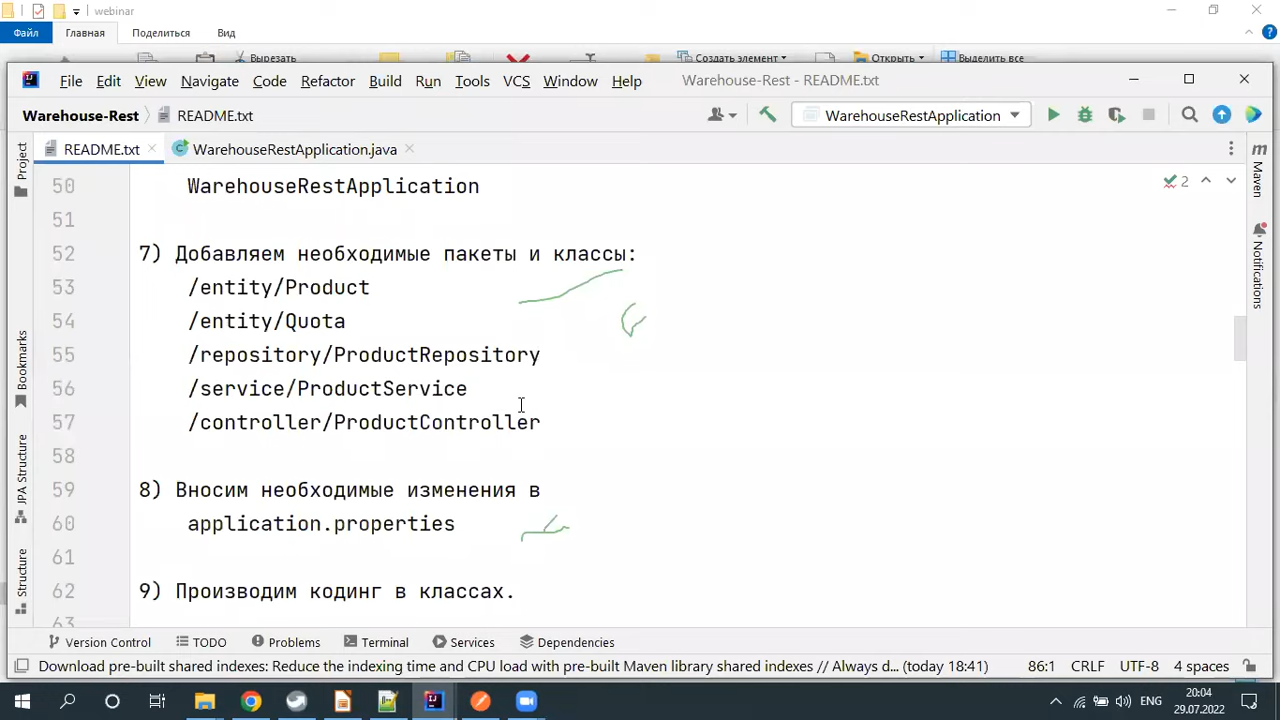 webinar
Файл Главная Поделиться Вид
Вырезать Создать элемент Открыть Выделить все
File Edit View Navigate Code Refactor Build Run Tools VCS Window Help Warehouse-Rest - README.txt
Warehouse-Rest README.txt WarehouseRestApplication
README.txt WarehouseRestApplication.java
Project
Bookmarks
JPA Structure
Structure
50 WarehouseRestApplication
51
52 7) Добавляем необходимые пакеты и классы:
53 /entity/Product
54 /entity/Quota
55 /repository/ProductRepository
56 /service/ProductService
57 /controller/ProductController
58
59 8) Вносим необходимые изменения в
60 application.properties
61
62 9) Производим кодинг в классах.
63
2
Maven
Notifications
Version Control TODO Problems Terminal Services Dependencies
Download pre-built shared indexes: Reduce the indexing time and CPU load with pre-built Maven library shared indexes // Always d... (today 18:41) 86:1 CRLF UTF-8 4 spaces
ENG 20:04
29.07.2022